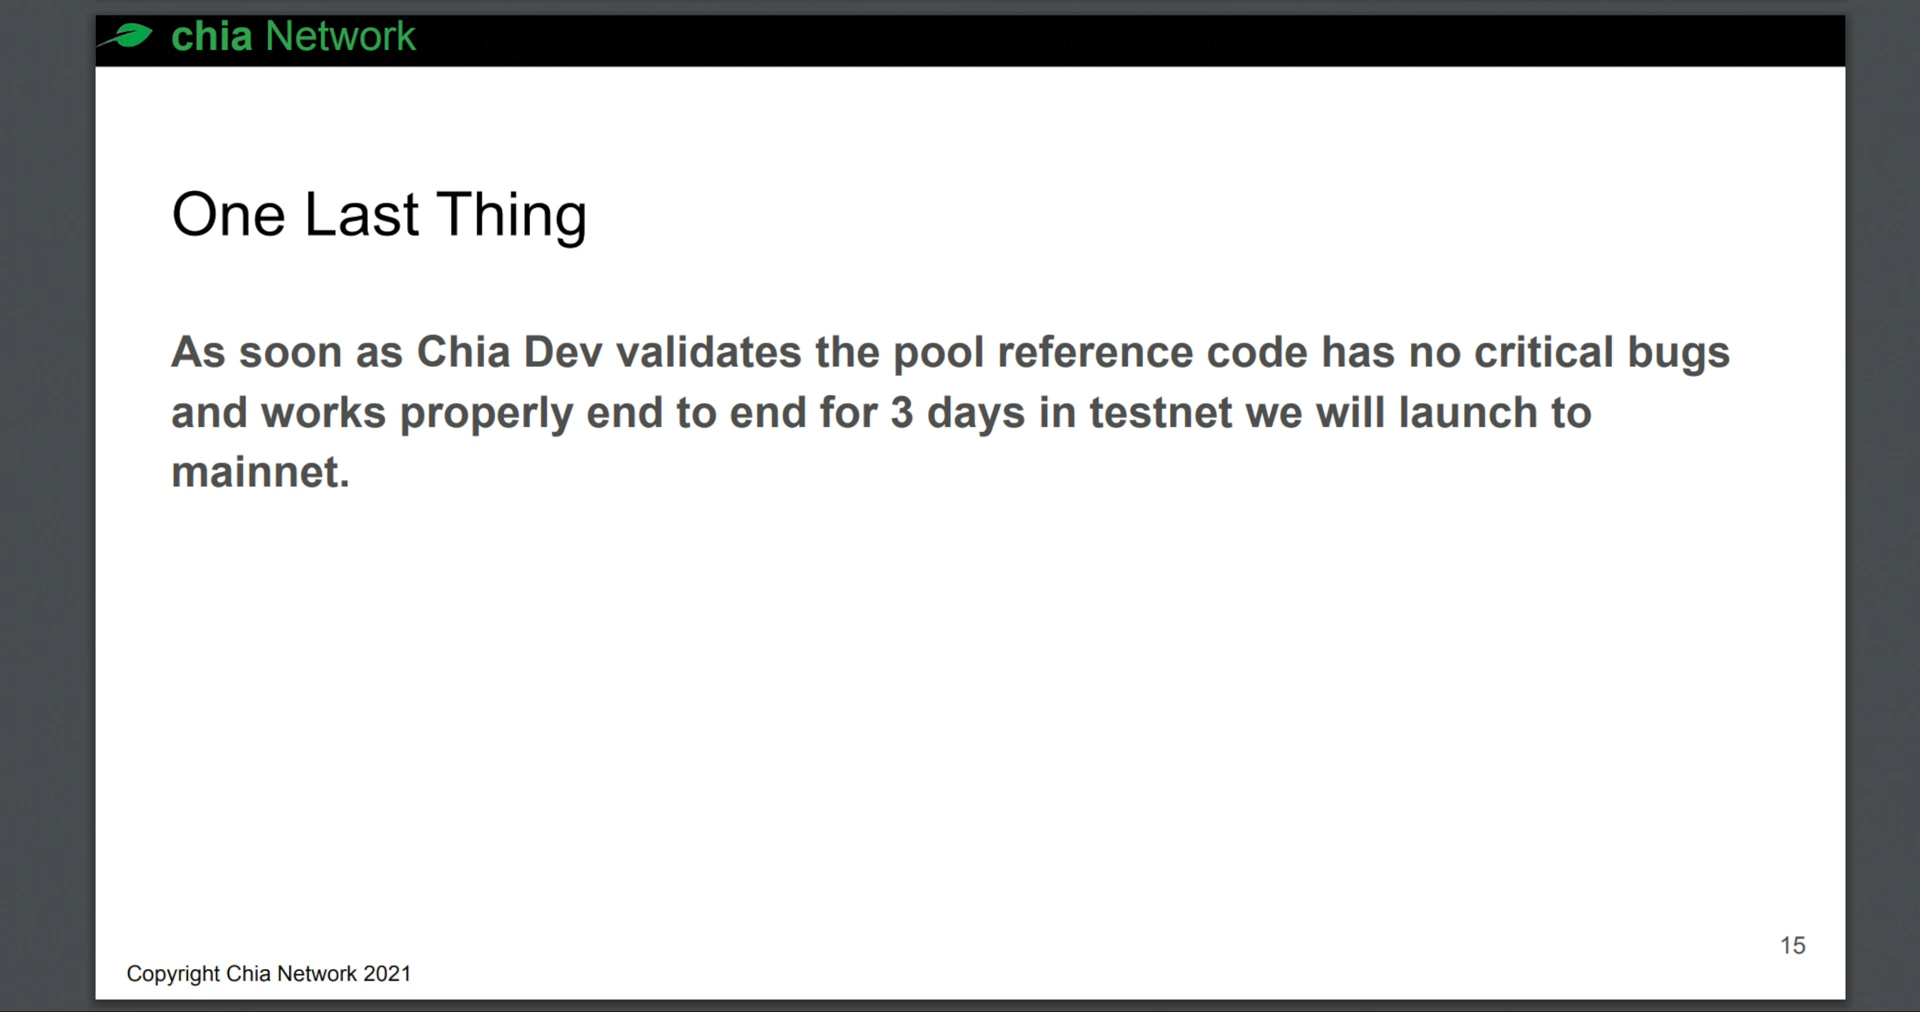 chia Network
One Last Thing
As soon as Chia Dev validates the pool reference code has no critical bugs
and works properly end to end for 3 days in testnet we will launch to
mainnet.
15
Copyright Chia Network 2021